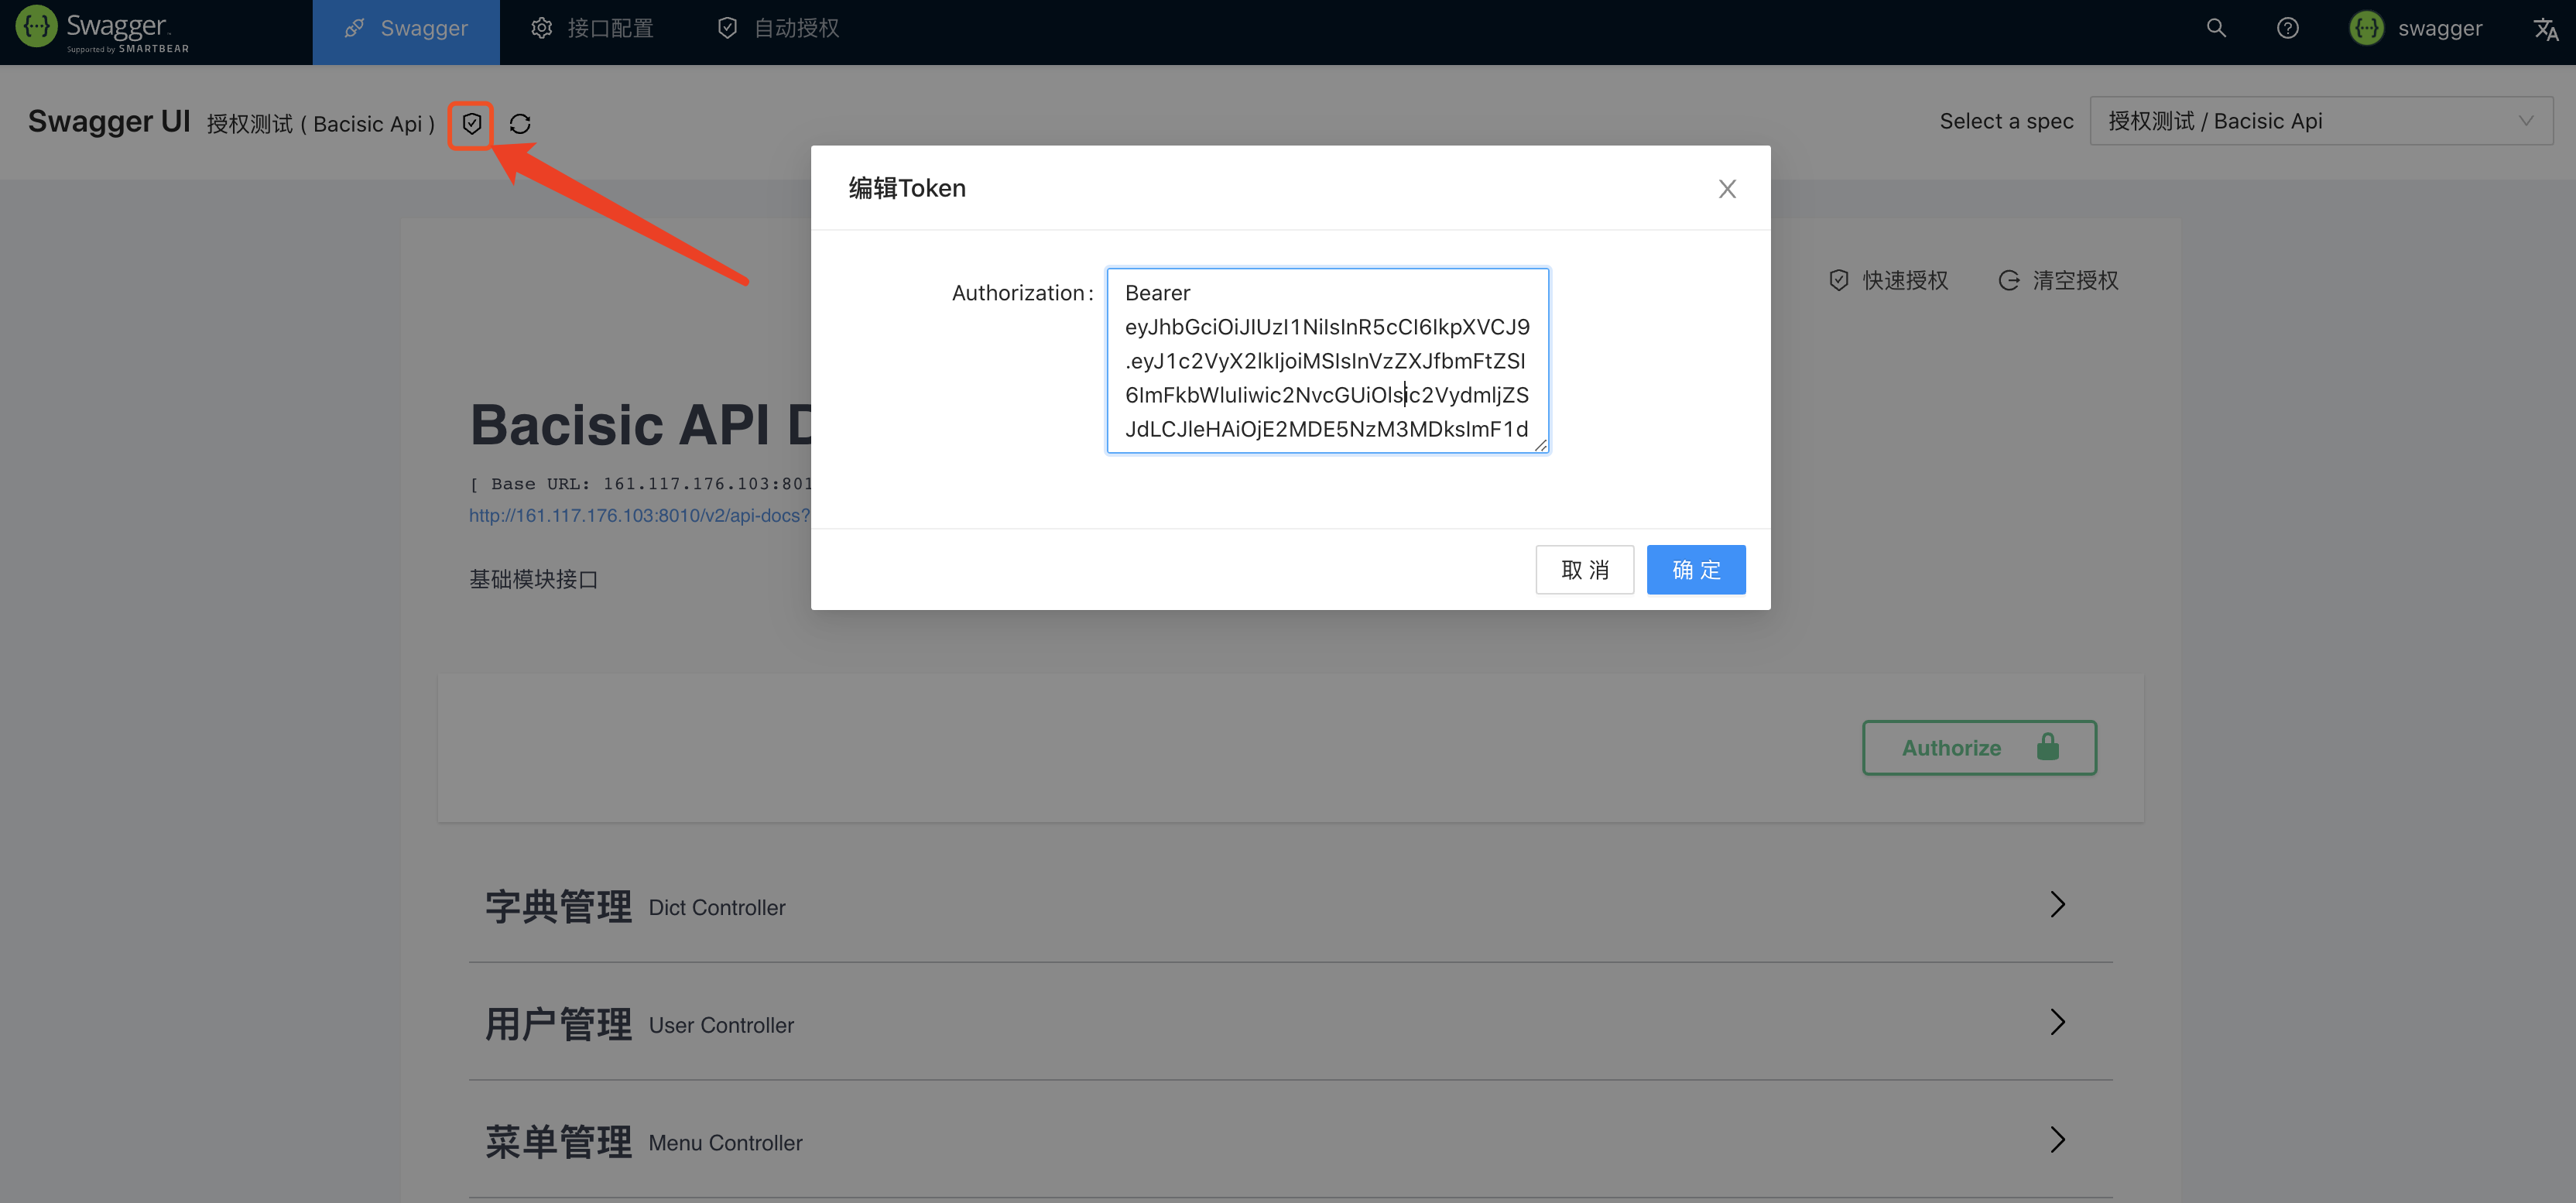 Swagger
Supported by SMARTBEAR
Swagger
接口配置
自动授权
swagger
Swagger UI 授权测试 ( Bacisic Api )
Select a spec
授权测试 / Bacisic Api
编辑Token
Authorization :
Bearer
eyJhbGciOiJIUzI1NiIsInR5cCI6IkpXVCJ9
.eyJ1c2VyX2lkIjoiMSIsInVzZXJfbmFtZSI
6ImFkbWluIiwic2NvcGUiOlsic2VydmljZS
JdLCJleHAiOjE2MDE5NzM3MDksImF1d
取 消
确 定
快速授权
清空授权
Bacisic API D
[ Base URL: 161.117.176.103:801
http://161.117.176.103:8010/v2/api-docs?
基础模块接口
Authorize
字典管理 Dict Controller
用户管理 User Controller
菜单管理 Menu Controller